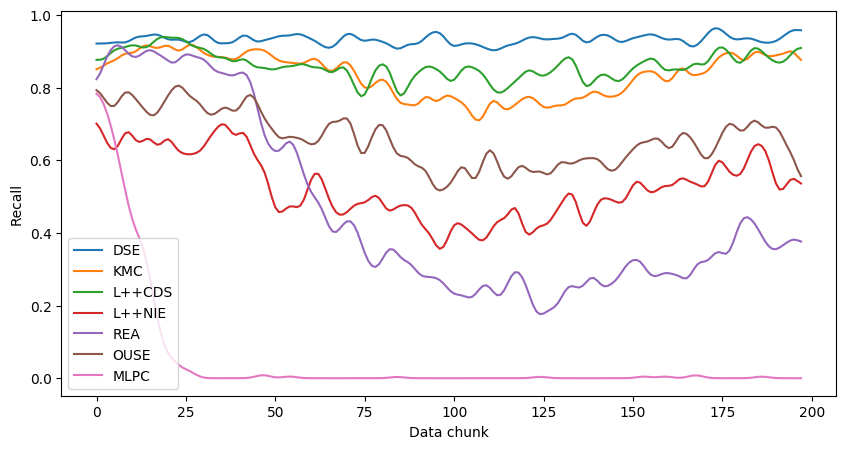 1.0
0.8
0.6
0.4
0.2
0.0
Recall
DSE
KMC
L++CDS
L++NIE
REA
OUSE
MLPC
0 25 50 75 100 125 150 175 200
Data chunk